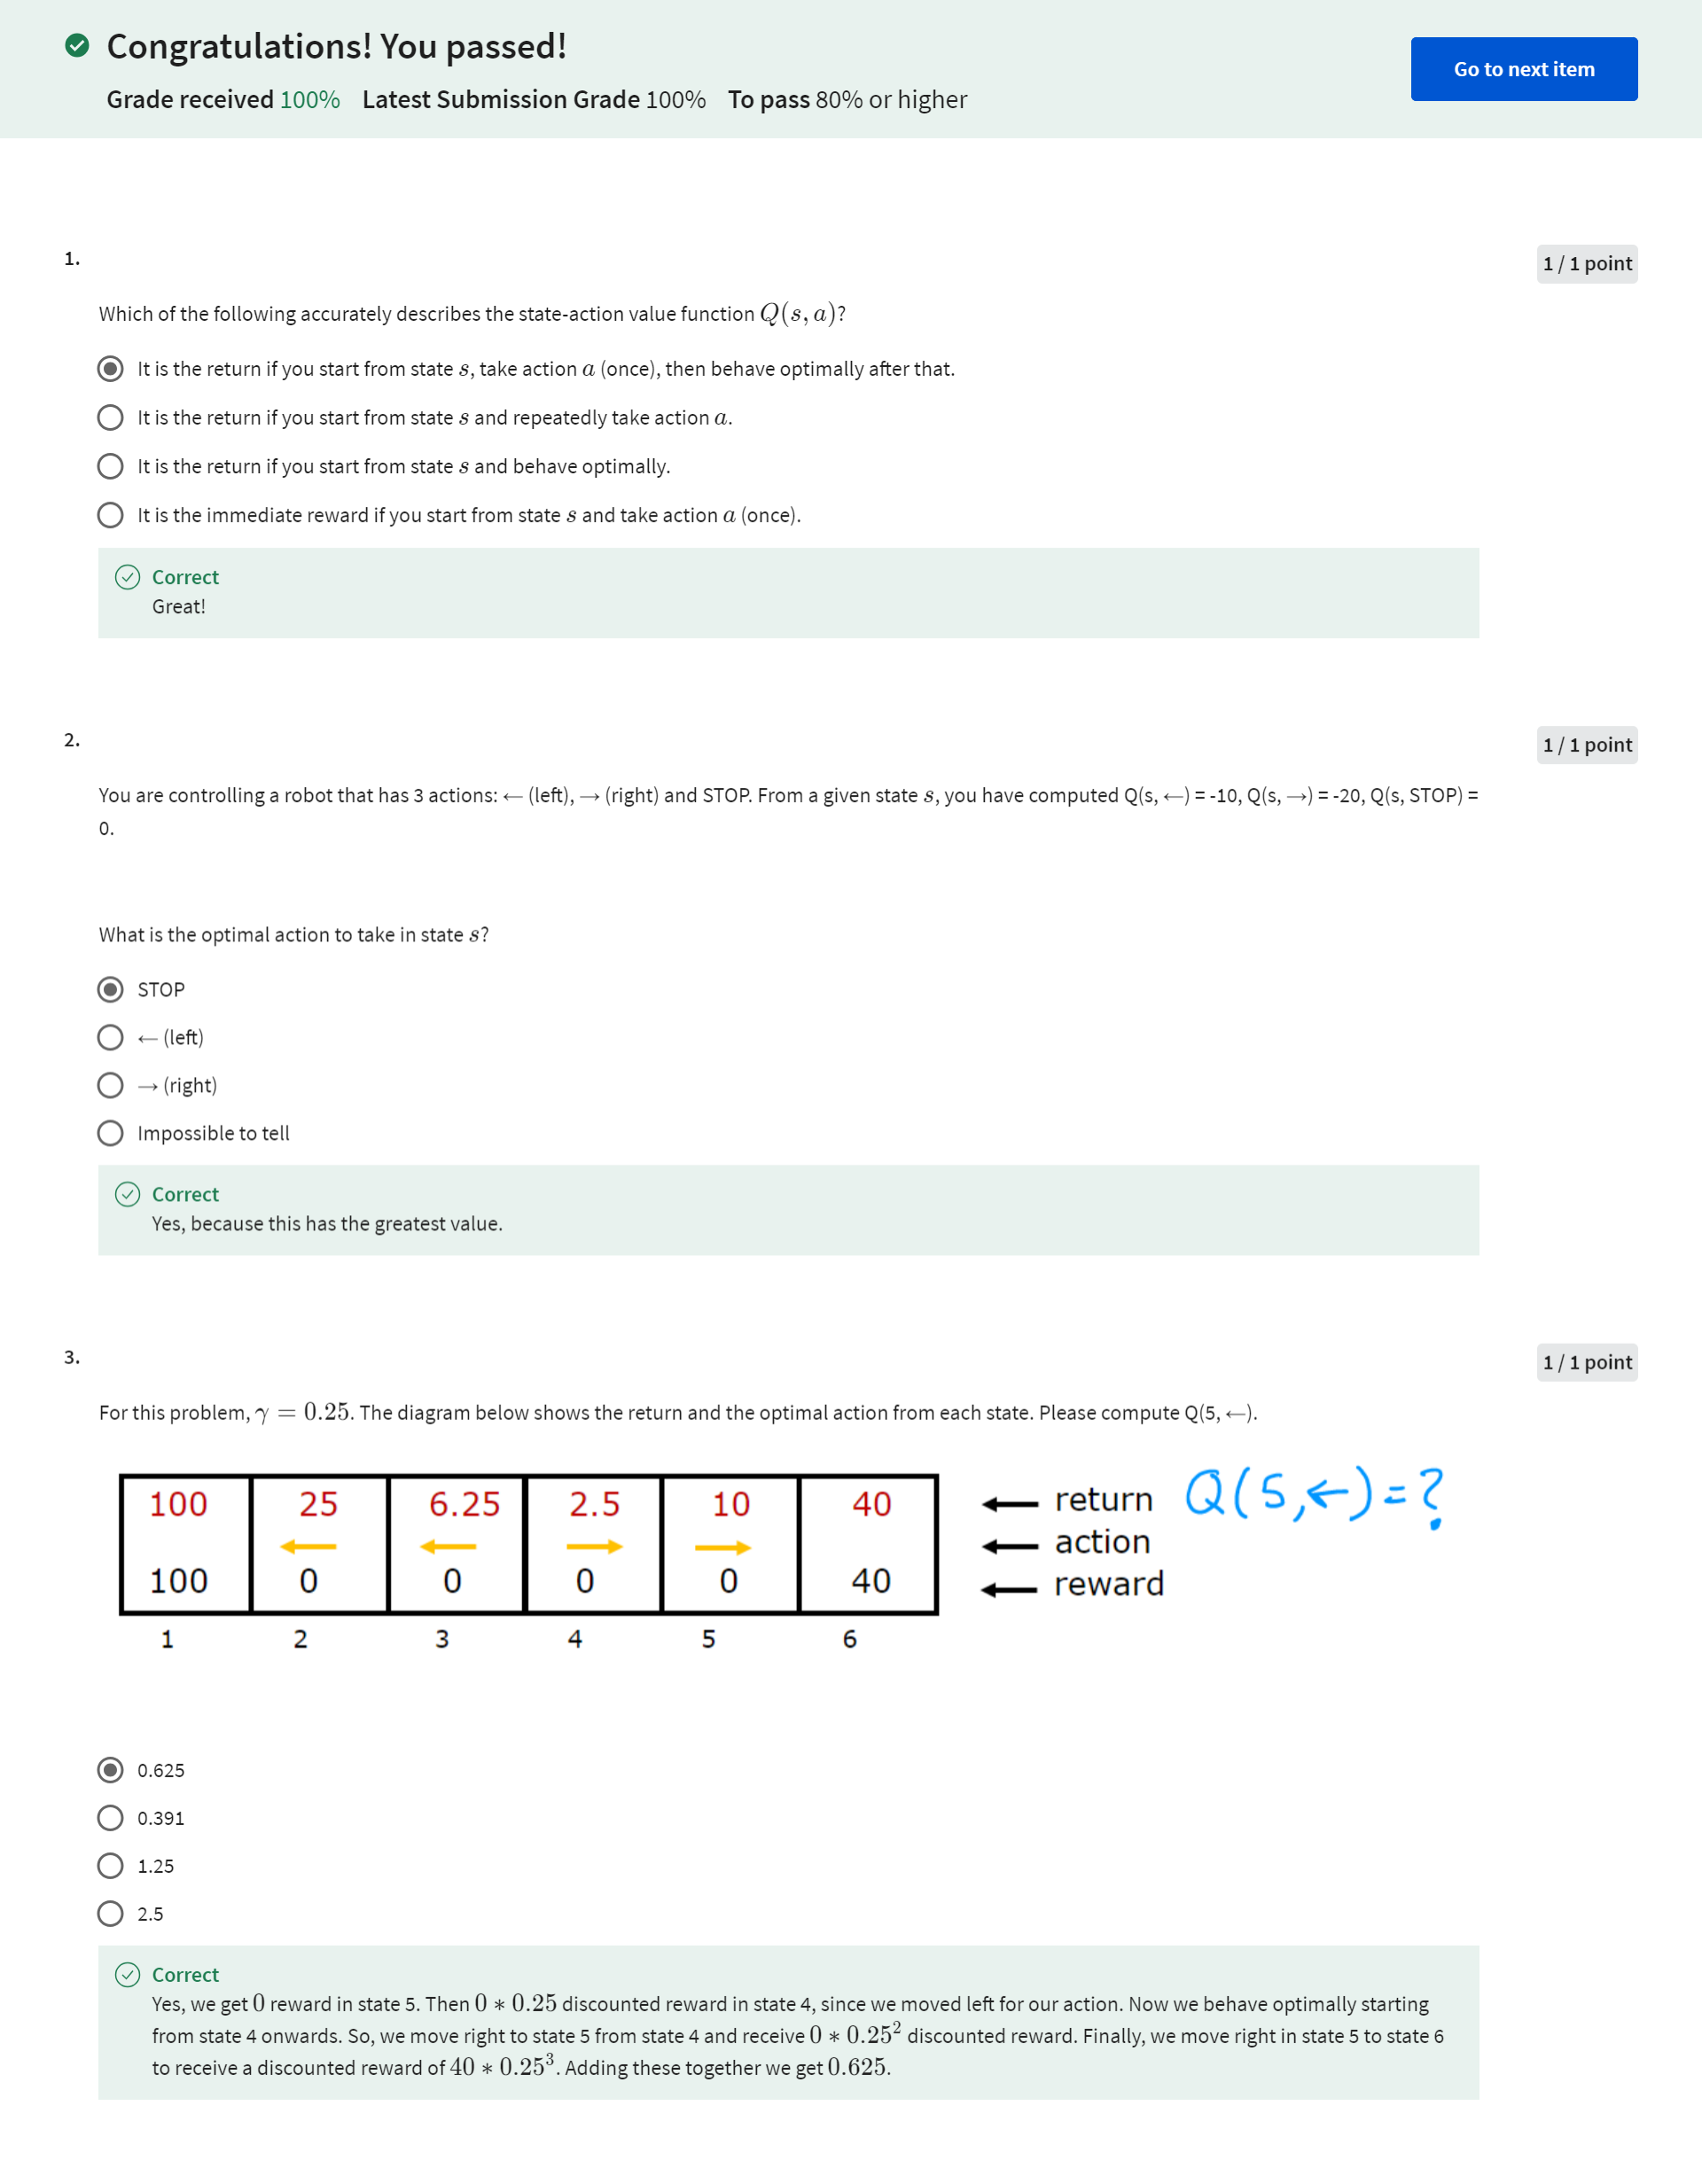 Congratulations! You passed!
Grade received 100% Latest Submission Grade 100% To pass 80% or higher
Go to next item
1.
1 / 1 point
Which of the following accurately describes the state-action value function Q(s, a)?
It is the return if you start from state s, take action a (once), then behave optimally after that.
It is the return if you start from state s and repeatedly take action a.
It is the return if you start from state s and behave optimally.
It is the immediate reward if you start from state s and take action a (once).
Correct
Great!
2.
1 / 1 point
You are controlling a robot that has 3 actions: ← (left), → (right) and STOP. From a given state s, you have computed Q(s, ←) = -10, Q(s, →) = -20, Q(s, STOP) =
0.
What is the optimal action to take in state s?
STOP
← (left)
→ (right)
Impossible to tell
Correct
Yes, because this has the greatest value.
3.
1 / 1 point
For this problem, γ = 0.25. The diagram below shows the return and the optimal action from each state. Please compute Q(5, ←).
100 25 6.25 2.5 10 40 ← return Q(5,←)=?
← ← → → ← action
100 0 0 0 0 40 ← reward
1 2 3 4 5 6
0.625
0.391
1.25
2.5
Correct
Yes, we get 0 reward in state 5. Then 0 * 0.25 discounted reward in state 4, since we moved left for our action. Now we behave optimally starting
from state 4 onwards. So, we move right to state 5 from state 4 and receive 0 * 0.25² discounted reward. Finally, we move right in state 5 to state 6
to receive a discounted reward of 40 * 0.25³. Adding these together we get 0.625.